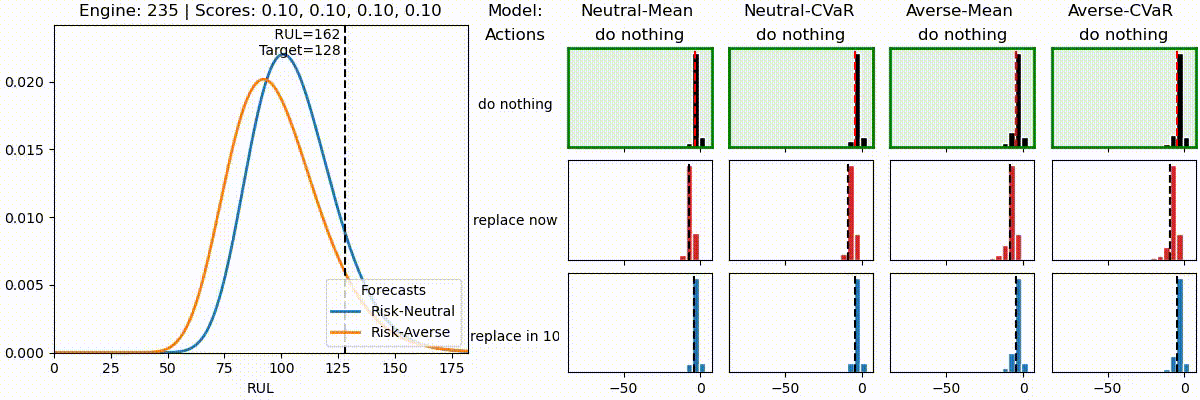 Engine: 235 | Scores: 0.10, 0.10, 0.10, 0.10
Model: Neutral-Mean Neutral-CVaR Averse-Mean Averse-CVaR
Actions do nothing do nothing do nothing do nothing
RUL=162
Target=128
do nothing
replace now
replace in 10
0.020
0.015
0.010
0.005
0.000
Forecasts
Risk-Neutral
Risk-Averse
0 25 50 75 100 125 150 175
RUL
−50 0 −50 0 −50 0 −50 0